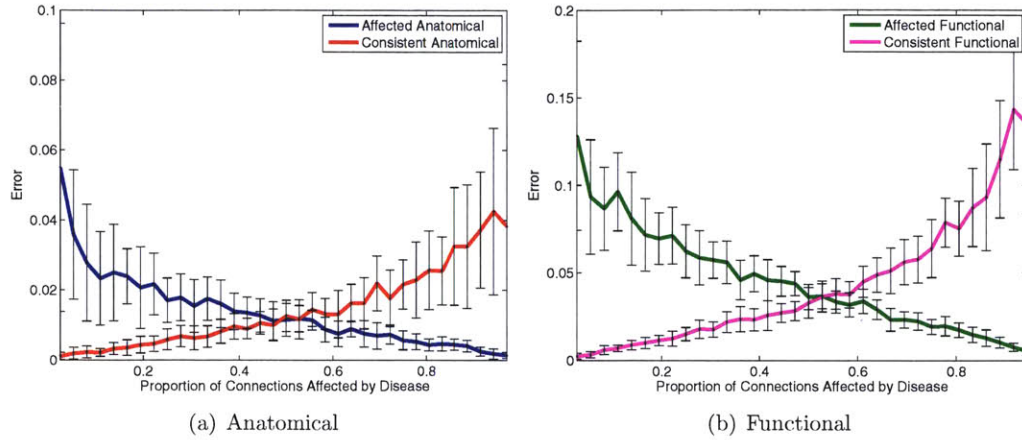 0.1
Affected Anatomical
Consistent Anatomical
0.08
0.06
0.04
0.02
0
0.2
0.4
0.6
0.8
Error
Proportion of Connections Affected by Disease
(a) Anatomical
0.2
Affected Functional
Consistent Functional
0.15
0.1
0.05
0
0.2
0.4
0.6
0.8
Error
Proportion of Connections Affected by Disease
(b) Functional